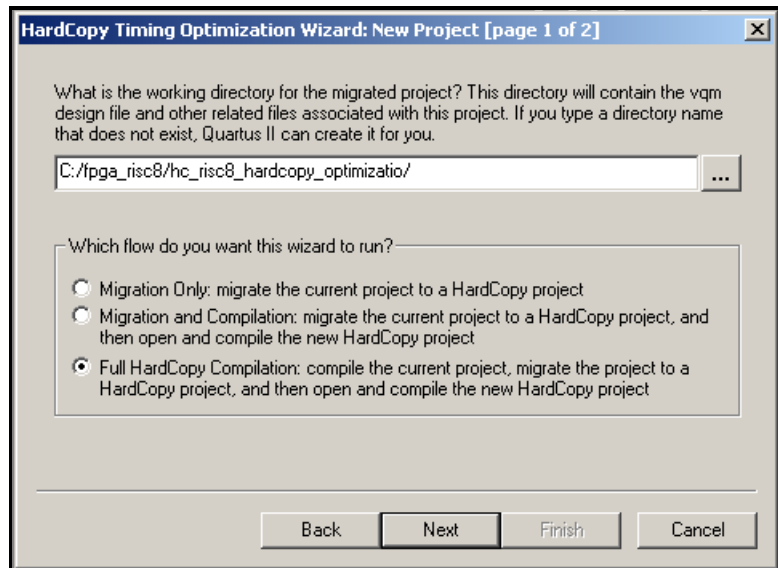 HardCopy Timing Optimization Wizard: New Project [page 1 of 2]
What is the working directory for the migrated project? This directory will contain the vqm
design file and other related files associated with this project. If you type a directory name
that does not exist, Quartus II can create it for you.
C:/fpga_risc8/hc_risc8_hardcopy_optimizatio/
...
Which flow do you want this wizard to run?
Migration Only: migrate the current project to a HardCopy project
Migration and Compilation: migrate the current project to a HardCopy project, and
then open and compile the new HardCopy project
Full HardCopy Compilation: compile the current project, migrate the project to a
HardCopy project, and then open and compile the new HardCopy project
Back Next Finish Cancel